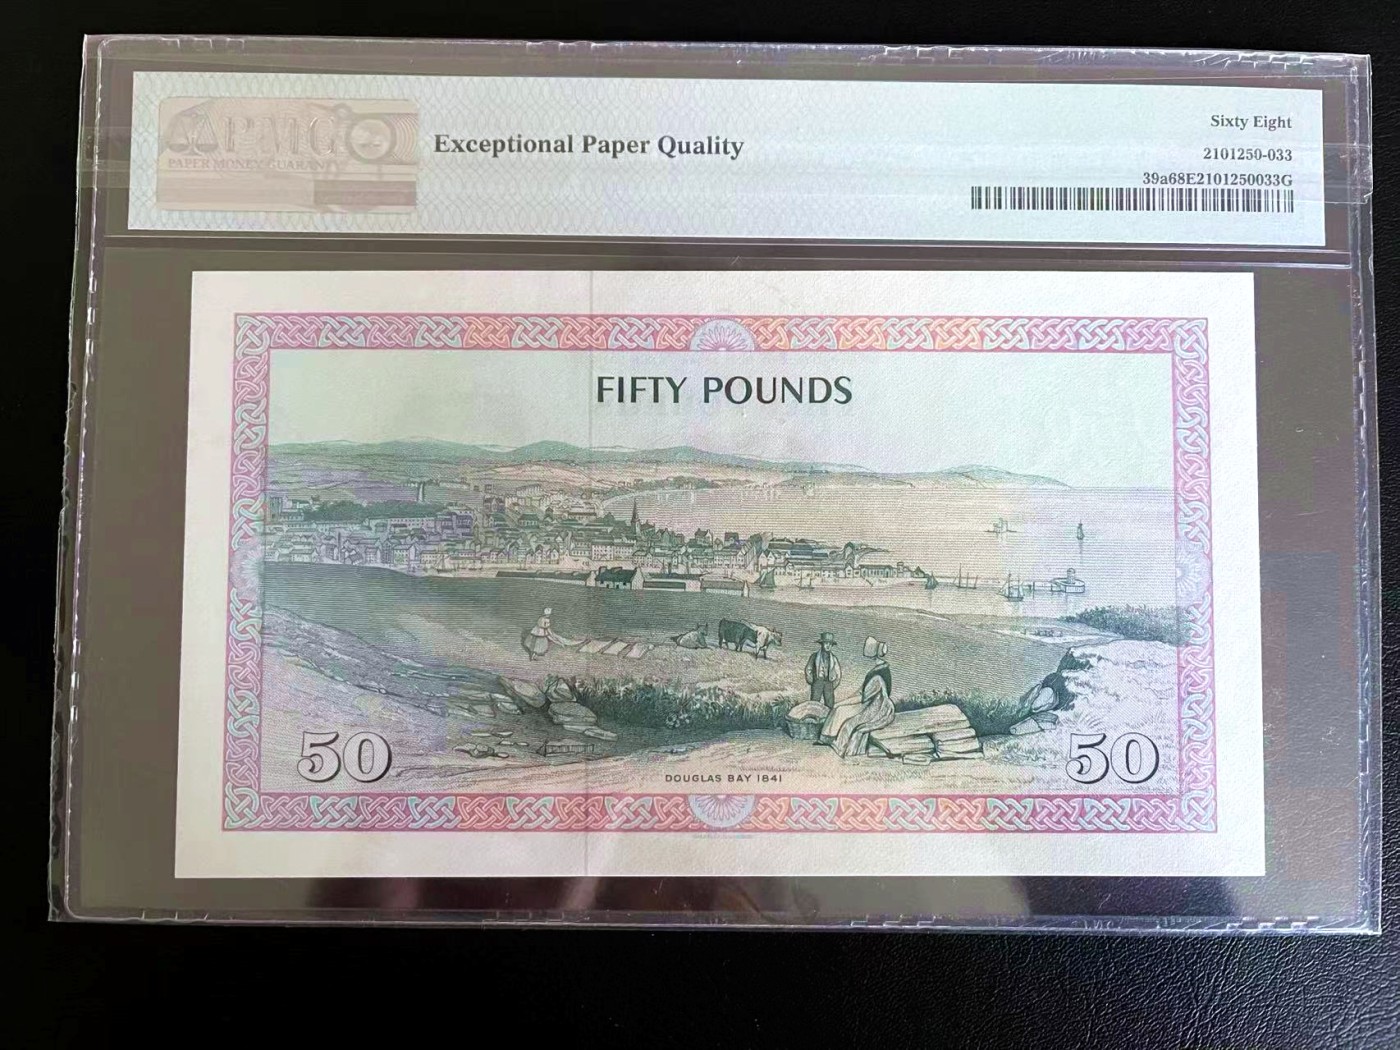 PMG
PAPER MONEY GUARANTY
Exceptional Paper Quality
Sixty Eight
2101250-033
39a68E2101250033G
FIFTY POUNDS
50
50
DOUGLAS BAY 1841